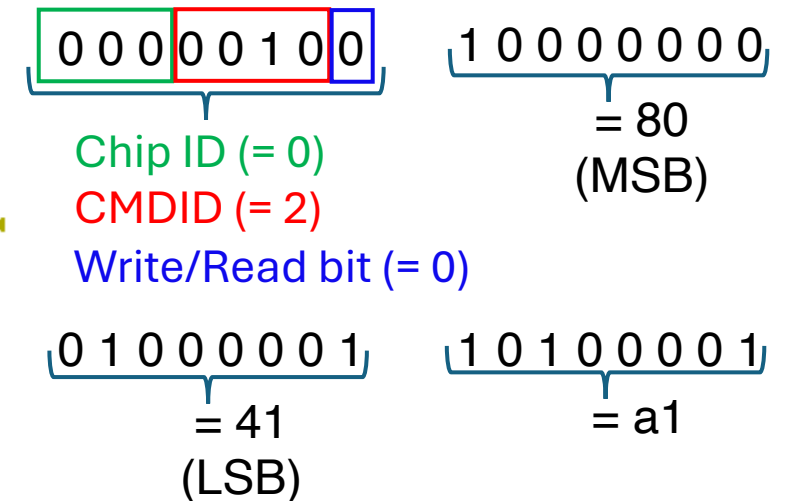 0 0 0 0 0 1 0 0
1 0 0 0 0 0 0 0
Chip ID (= 0)
CMDID (= 2)
Write/Read bit (= 0)
= 80
(MSB)
0 1 0 0 0 0 0 1
= 41
(LSB)
1 0 1 0 0 0 0 1
= a1